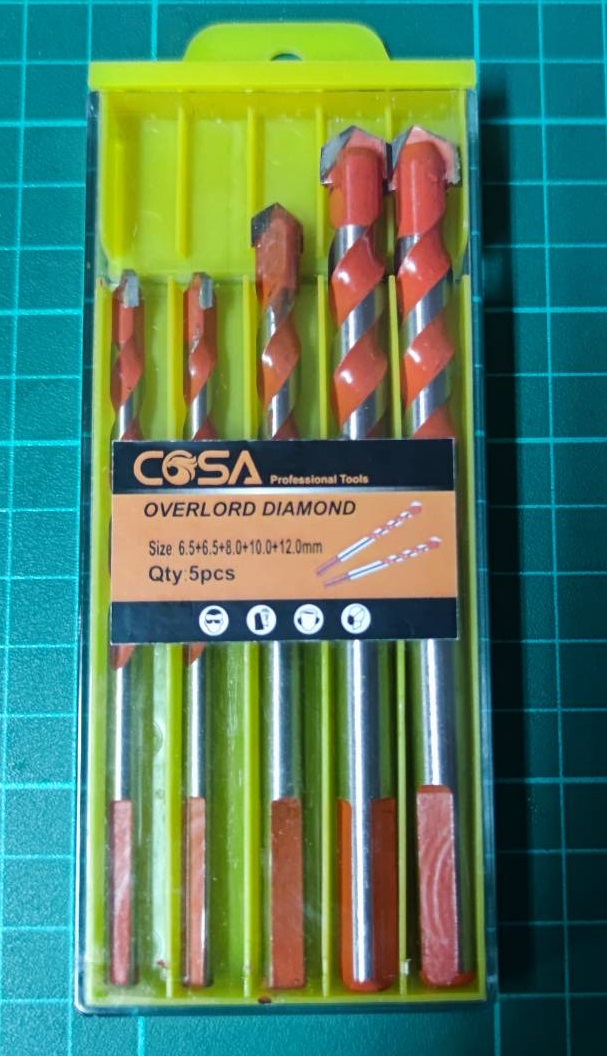 COSA Professional Tools
OVERLORD DIAMOND
Size 6.5+6.5+8.0+10.0+12.0mm
Qty:5pcs